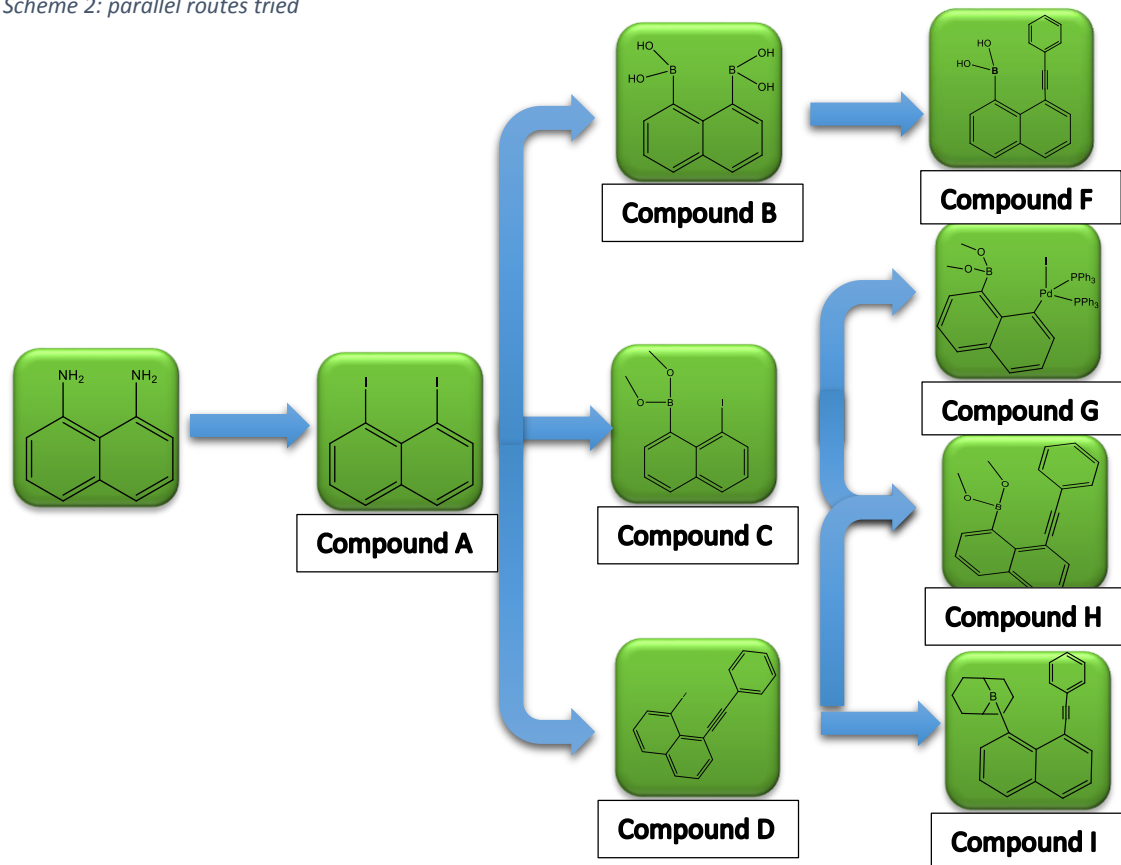 Scheme 2: parallel routes tried
HO
OH
HO
B
B
OH
OH
Compound B
HO
HO
B
Compound F
O
O
B
I
Pd
PPh3
PPh3
Compound G
NH2
NH2
I
I
Compound A
O
O
B
I
Compound C
O
O
B
Compound H
I
Compound D
B
Compound I